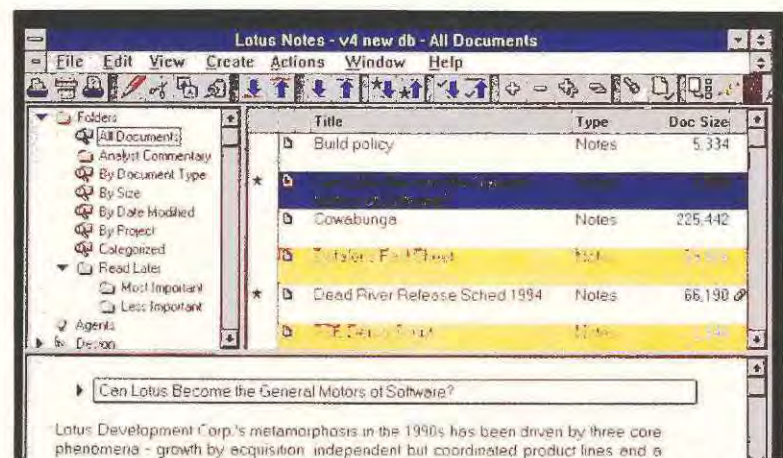 Lotus Notes - v4 new db - All Documents
File Edit View Create Actions Window Help
Folders
All Documents
Analyst Commentary
By Document Type
By Size
By Date Modified
By Project
Categorized
Read Later
Most Important
Less Important
Agents
Design
Title Type Doc Size
Build policy Notes 5,334
Cowabunga Notes 225,442
Dead River Release Sched 1994 Notes 66,190
Can Lotus Become the General Motors of Software?
Lotus Development Corp.'s metamorphosis in the 1990s has been driven by three core
phenomena - growth by acquisition, independent but coordinated product lines and a